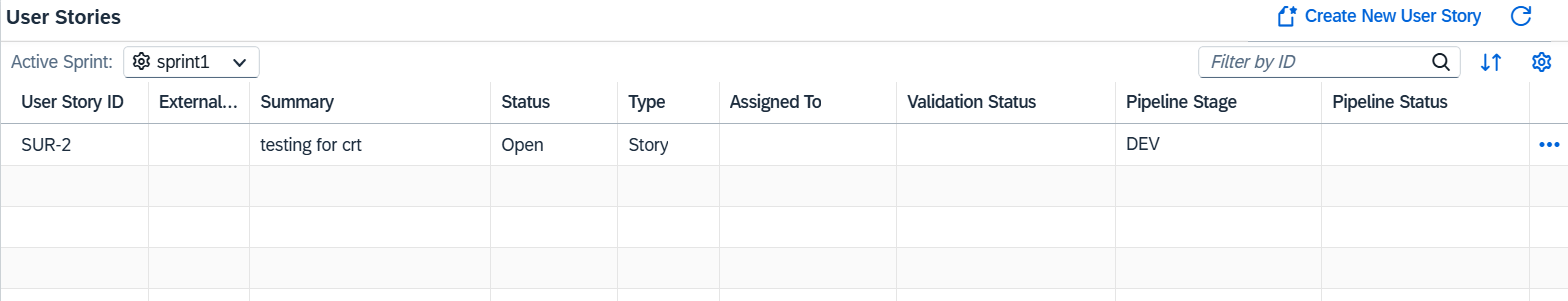 User Stories
Create New User Story
Active Sprint: sprint1
Filter by ID
User Story ID External... Summary Status Type Assigned To Validation Status Pipeline Stage Pipeline Status
SUR-2 testing for crt Open Story DEV